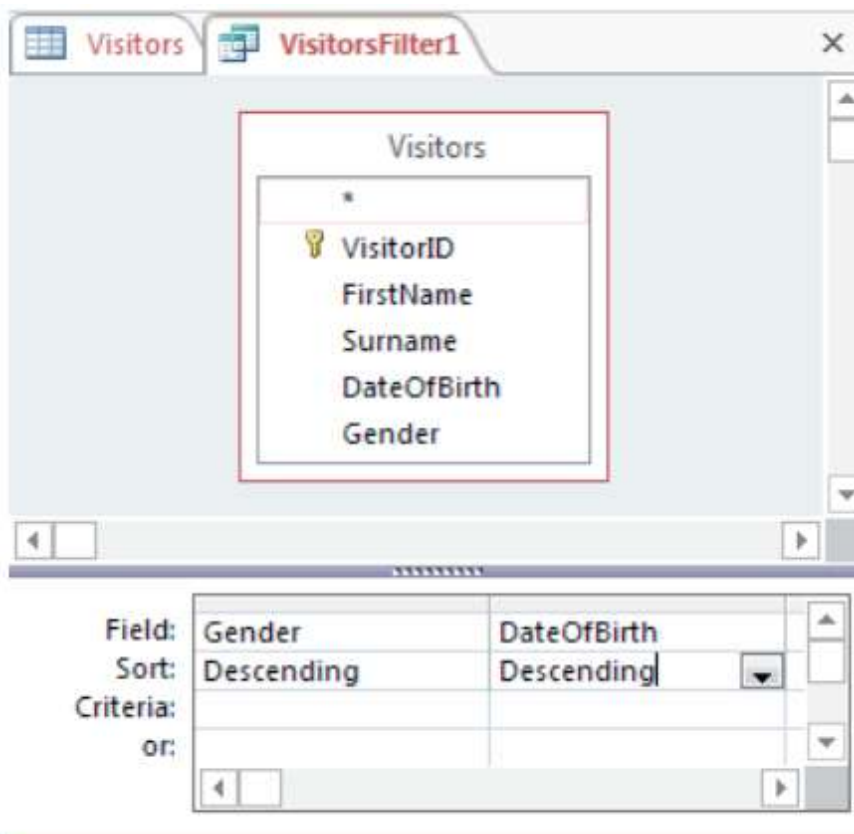 Visitors VisitorsFilter1
Visitors
*
VisitorID
FirstName
Surname
DateOfBirth
Gender
Field: Gender DateOfBirth
Sort: Descending Descending
Criteria:
or: